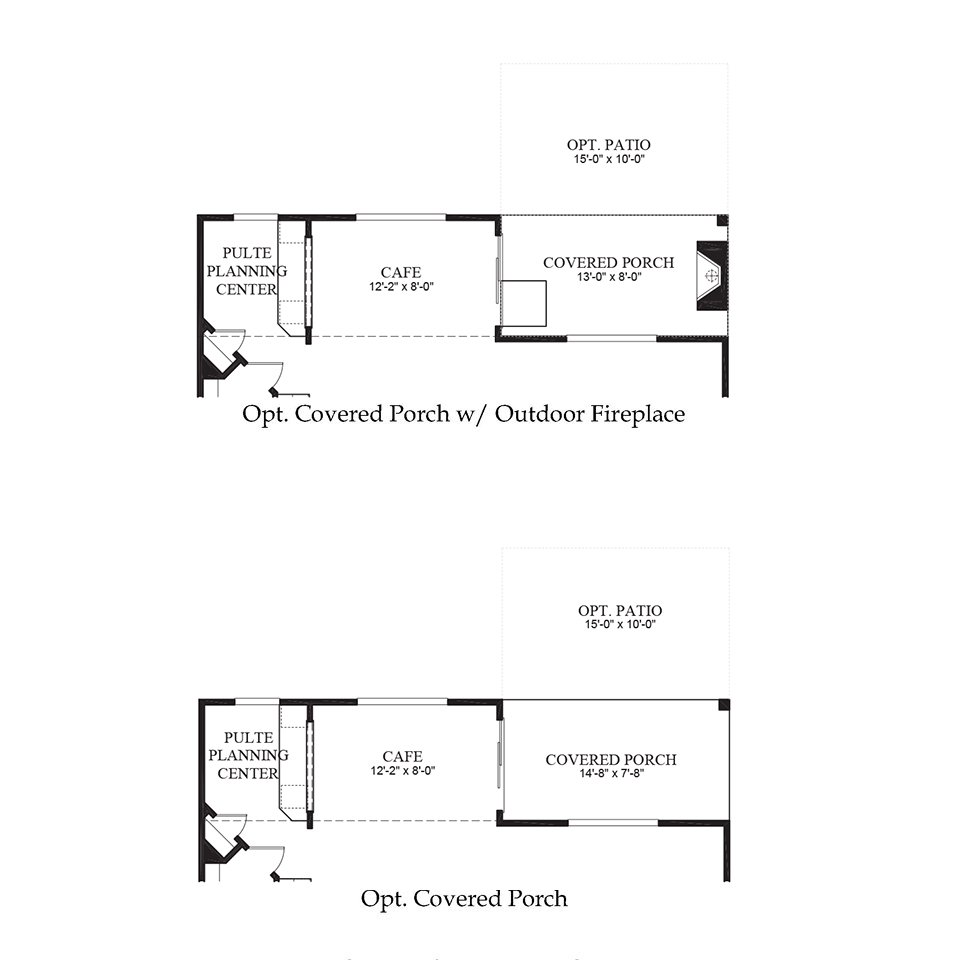 OPT. PATIO
15'-0" x 10'-0"
PULTE
PLANNING
CENTER
CAFE
12'-2" x 8'-0"
COVERED PORCH
13'-0" x 8'-0"
Opt. Covered Porch w/ Outdoor Fireplace
OPT. PATIO
15'-0" x 10'-0"
PULTE
PLANNING
CENTER
CAFE
12'-2" x 8'-0"
COVERED PORCH
14'-8" x 7'-8"
Opt. Covered Porch